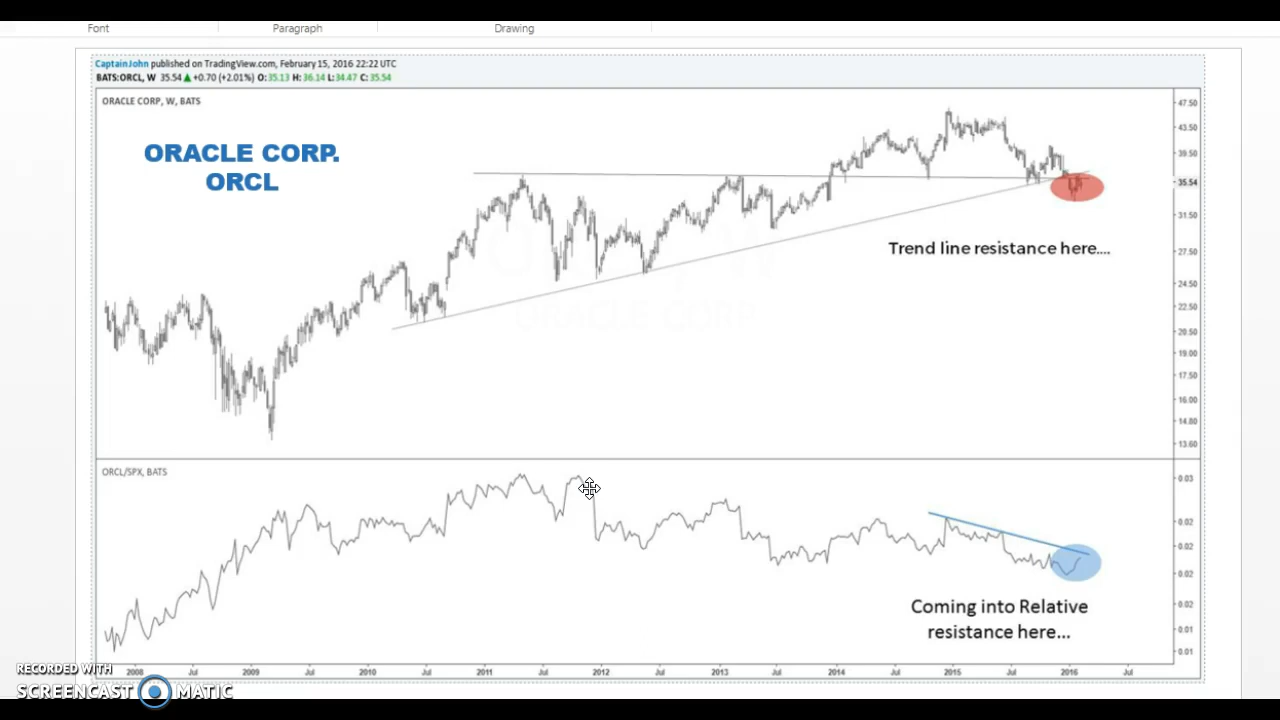 Font Paragraph Drawing
CaptainJohn published on TradingView.com, February 15, 2016 22:22 UTC
BATS:ORCL, W 35.54 ▲ +0.70 (+2.01%) O:35.13 H:36.14 L:34.47 C:35.54
ORACLE CORP, W, BATS
ORACLE CORP.
ORCL
47.50
43.50
39.50
35.54
31.50
27.50
24.50
22.50
20.50
19.00
17.50
16.00
14.80
13.60
Trend line resistance here....
ORACLE CORP
ORCL/SPX, BATS
0.03
0.02
0.02
0.02
0.02
0.01
0.01
Coming into Relative
resistance here...
2008 Jul 2009 Jul 2010 Jul 2011 Jul 2012 Jul 2013 Jul 2014 Jul 2015 Jul 2016 Jul
RECORDED WITH
SCREENCAST MATIC